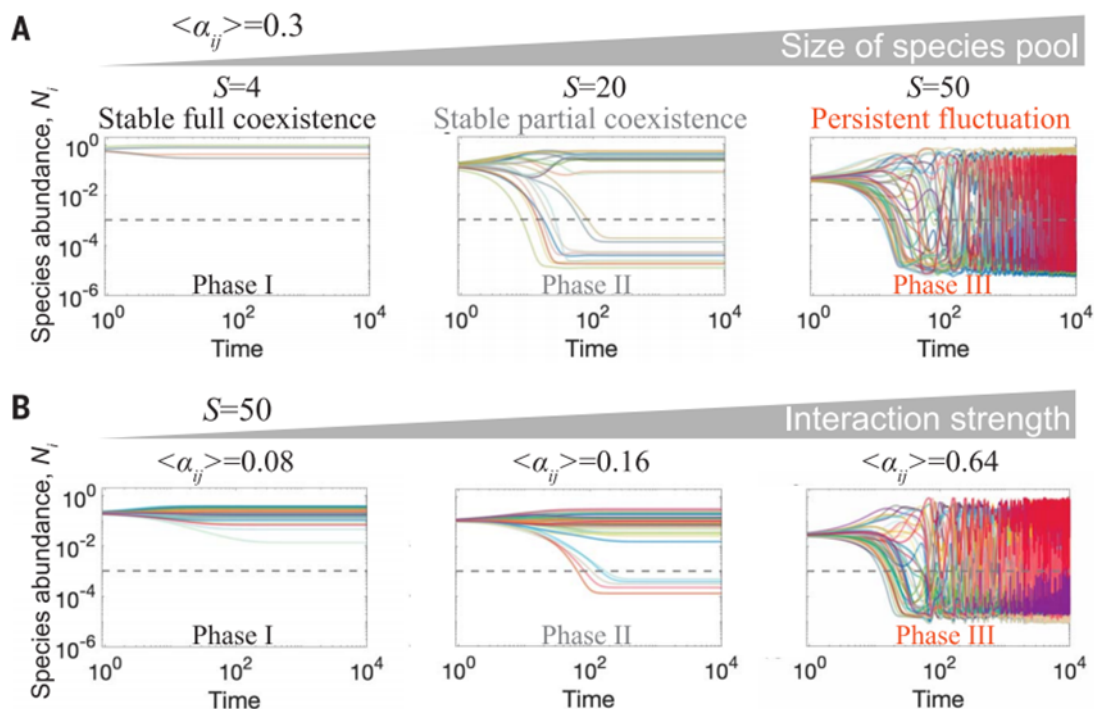 A
<α_ij>=0.3
Size of species pool
S=4
S=20
S=50
Stable full coexistence
Stable partial coexistence
Persistent fluctuation
Species abundance, N_i
10^0
10^-2
10^-4
10^-6
Phase I
Phase II
Phase III
10^0 10^2 10^4
10^0 10^2 10^4
10^0 10^2 10^4
Time
Time
Time
B
S=50
Interaction strength
<α_ij>=0.08
<α_ij>=0.16
<α_ij>=0.64
Species abundance, N_i
10^0
10^-2
10^-4
10^-6
Phase I
Phase II
Phase III
10^0 10^2 10^4
10^0 10^2 10^4
10^0 10^2 10^4
Time
Time
Time